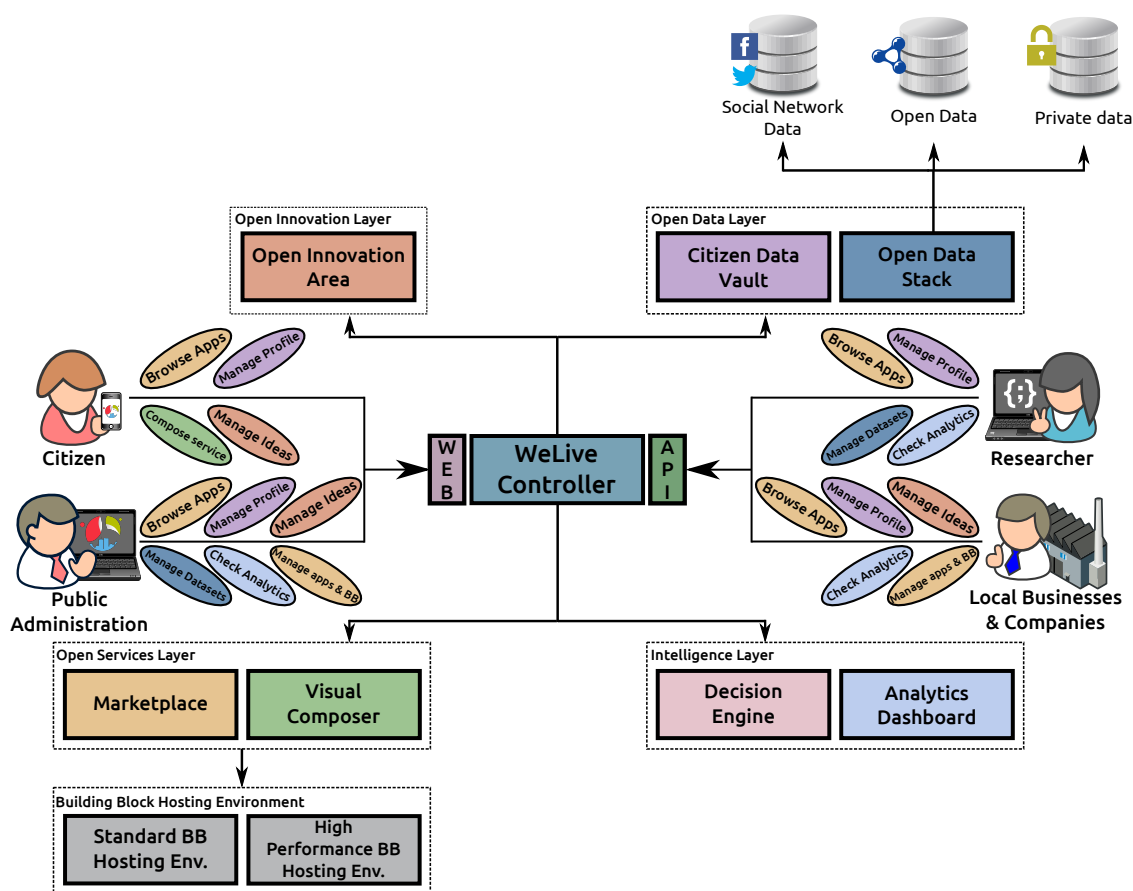 f
Social Network
Data
Open Data
Private data
Open Innovation Layer
Open Innovation
Area
Open Data Layer
Citizen Data
Vault
Open Data
Stack
Browse Apps
Manage Profile
Compose service
Manage Ideas
Citizen
Browse Apps
Manage Profile
Manage Datasets
Check Analytics
{;}
Researcher
WEB
WeLive
Controller
API
Browse Apps
Manage Profile
Manage Ideas
Manage Datasets
Check Analytics
Manage apps & BB
Public
Administration
Browse Apps
Manage Profile
Manage Ideas
Check Analytics
Manage apps & BB
Local Businesses
& Companies
Open Services Layer
Marketplace
Visual
Composer
Intelligence Layer
Decision
Engine
Analytics
Dashboard
Building Block Hosting Environment
Standard BB
Hosting Env.
High
Performance BB
Hosting Env.